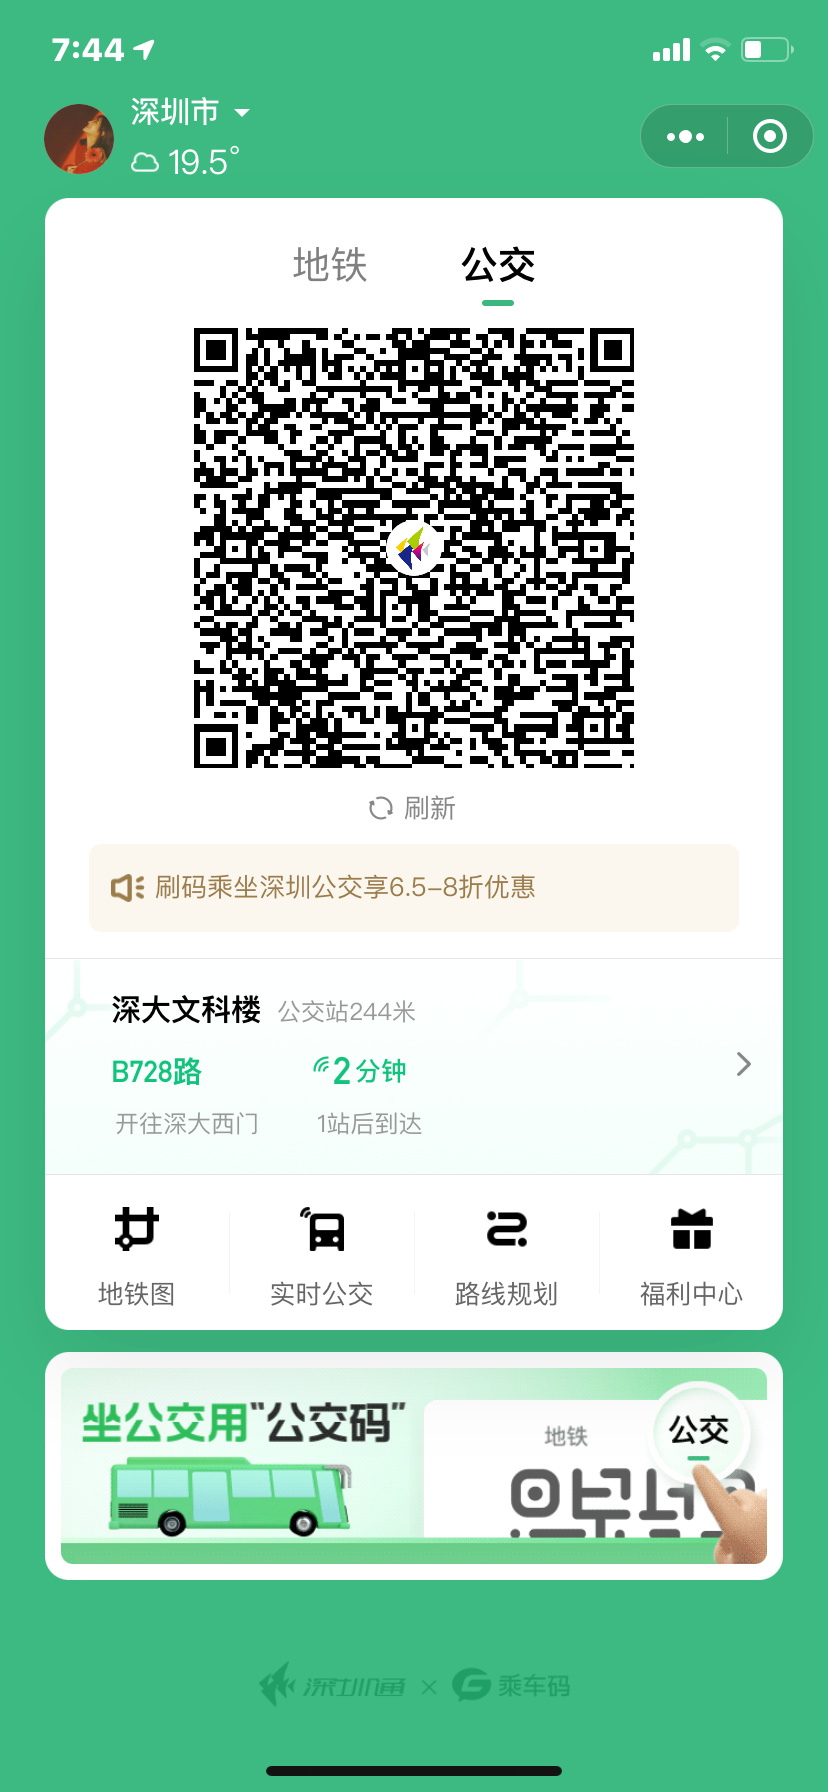 7:44
深圳市
19.5°
地铁
公交
刷新
刷码乘坐深圳公交享6.5-8折优惠
深大文科楼 公交站244米
B728路 2分钟
开往深大西门 1站后到达
地铁图 实时公交 路线规划 福利中心
坐公交用“公交码”
地铁 公交
深圳通 × 乘车码